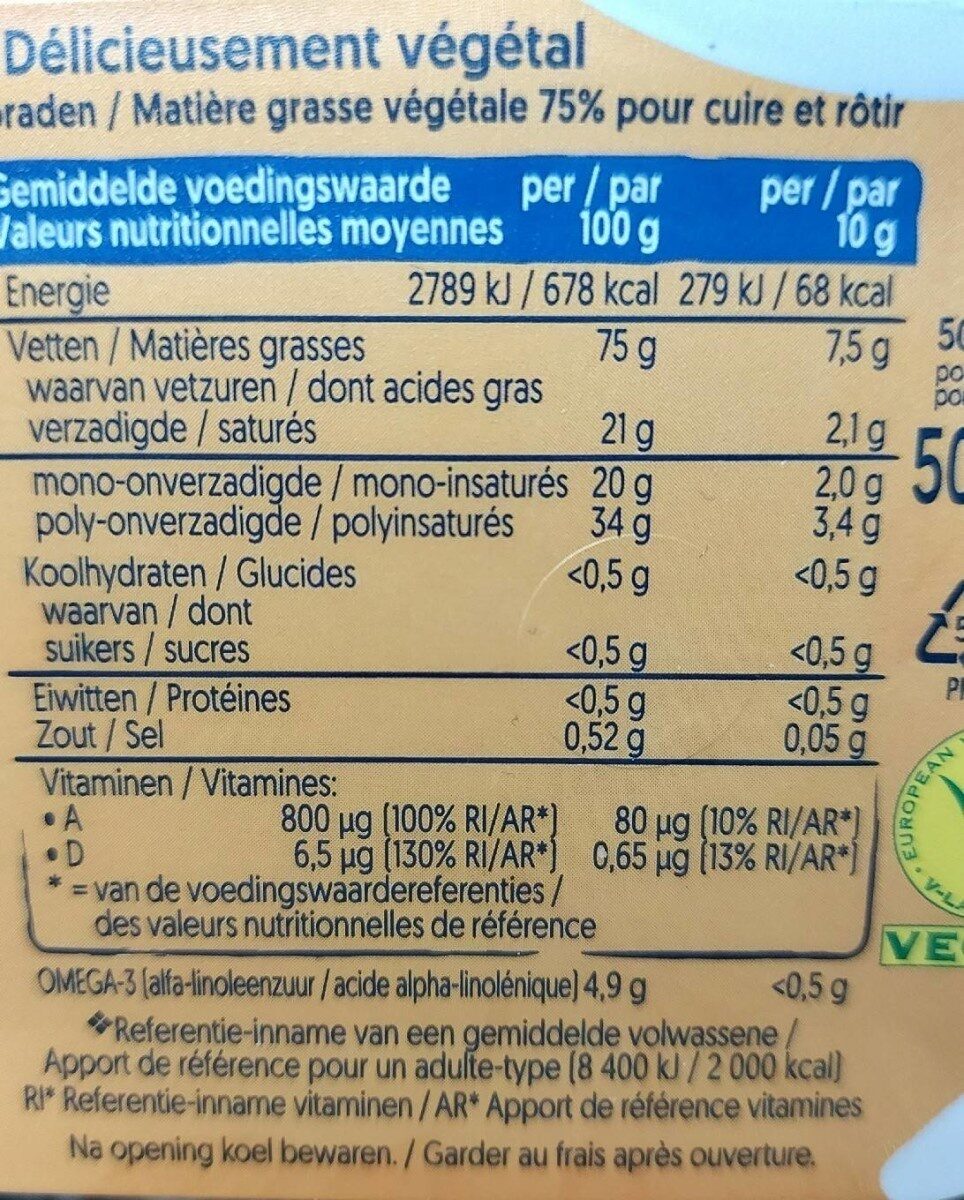 Délicieusement végétal
braden / Matière grasse végétale 75% pour cuire et rôtir
Gemiddelde voedingswaarde per / par per / par
Valeurs nutritionnelles moyennes 100 g 10 g
Energie 2789 kJ / 678 kcal 279 kJ / 68 kcal
Vetten / Matières grasses 75 g 7,5 g
waarvan vetzuren / dont acides gras
verzadigde / saturés 21 g 2,1 g
mono-onverzadigde / mono-insaturés 20 g 2,0 g
poly-onverzadigde / polyinsaturés 34 g 3,4 g
Koolhydraten / Glucides <0,5 g <0,5 g
waarvan / dont
suikers / sucres <0,5 g <0,5 g
Eiwitten / Protéines <0,5 g <0,5 g
Zout / Sel 0,52 g 0,05 g
Vitaminen / Vitamines:
• A 800 µg (100% RI/AR*) 80 µg (10% RI/AR*)
• D 6,5 µg (130% RI/AR*) 0,65 µg (13% RI/AR*)
* = van de voedingswaardereferenties /
des valeurs nutritionnelles de référence
OMEGA-3 (alfa-linoleenzuur / acide alpha-linolénique) 4,9 g <0,5 g
❖Referentie-inname van een gemiddelde volwassene /
Apport de référence pour un adulte-type (8 400 kJ / 2 000 kcal)
RI* Referentie-inname vitaminen / AR* Apport de référence vitamines
Na opening koel bewaren. / Garder au frais après ouverture.
50
EUROPEAN